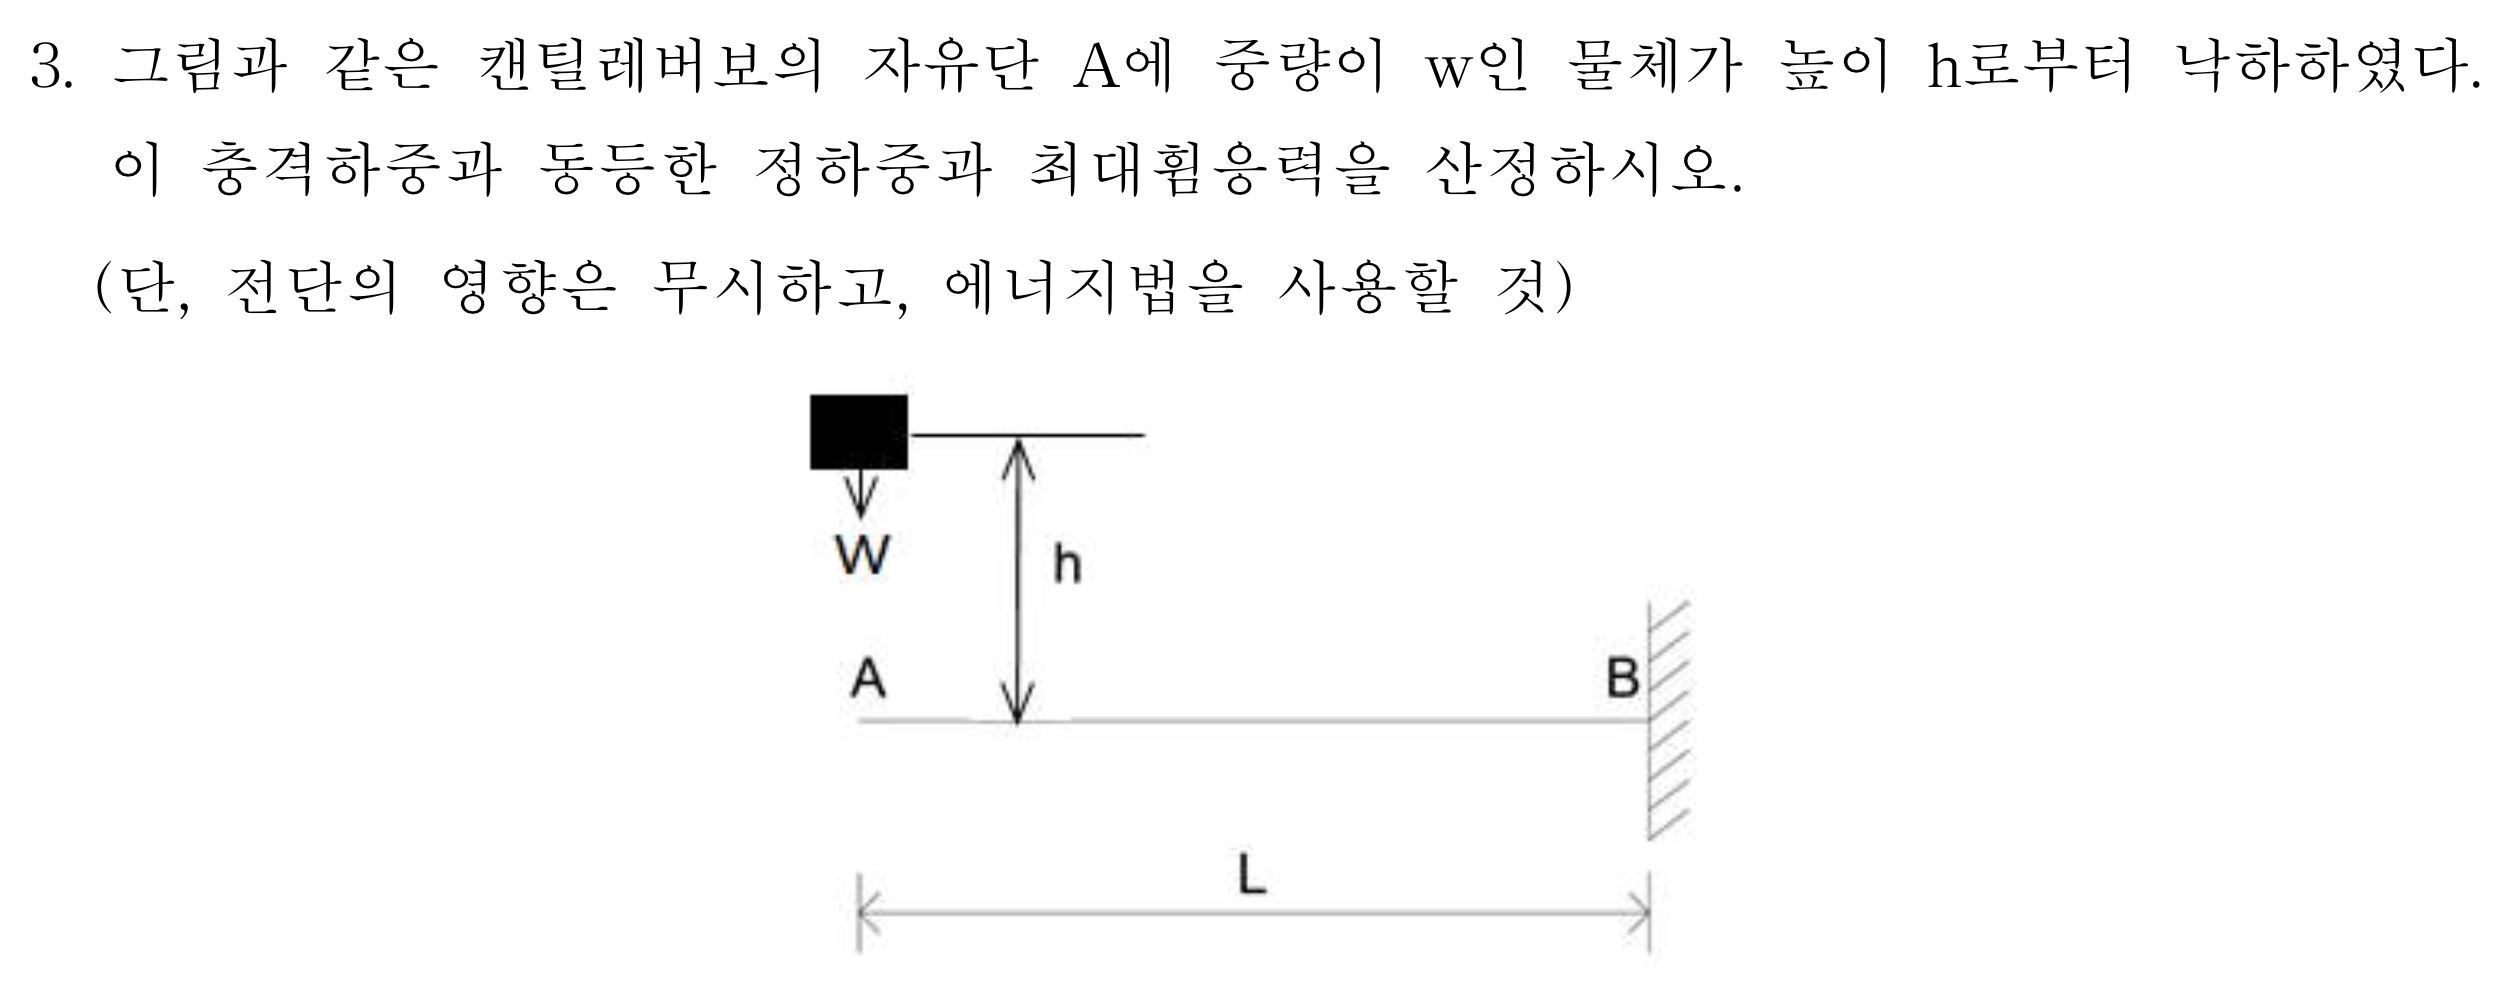 3. 그림과 같은 캔틸레버보의 자유단 A에 중량이 w인 물체가 높이 h로부터 낙하하였다.
이 충격하중과 동등한 정하중과 최대휨응력을 산정하시오.
(단, 전단의 영향은 무시하고, 에너지법을 사용할 것)
W
h
A
B
L